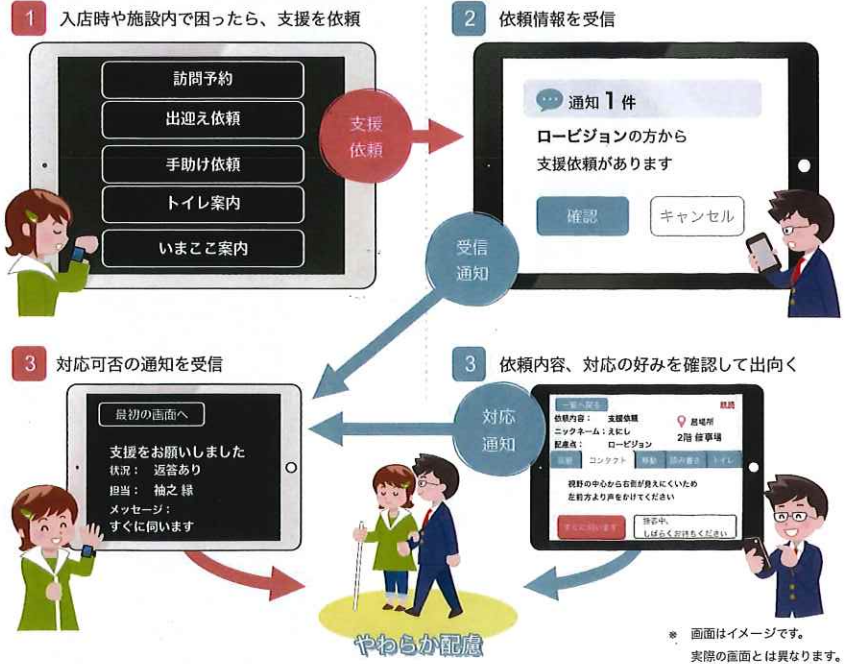 1 入店時や施設内で困ったら、支援を依頼
訪問予約
出迎え依頼
手助け依頼
トイレ案内
いまここ案内
支援
依頼
2 依頼情報を受信
通知 1 件
ロービジョンの方から
支援依頼があります
確認
キャンセル
受信
通知
3 対応可否の通知を受信
最初の画面へ
支援をお願いしました
状況： 返答あり
担当： 袖之 縁
メッセージ：
すぐに伺います
3 依頼内容、対応の好みを確認して出向く
対応
通知
一覧へ戻る
依頼内容： 支援依頼
ニックネーム：えにし
配慮点： ロービジョン
居場所
2階 催事場
コンタクト
移動
読み書き
トイレ
視野の中心から右側が見えにくいため
左前方より声をかけてください
すぐに伺います
接客中、
しばらくお待ちください
やわらか配慮
※ 画面はイメージです。
実際の画面とは異なります。